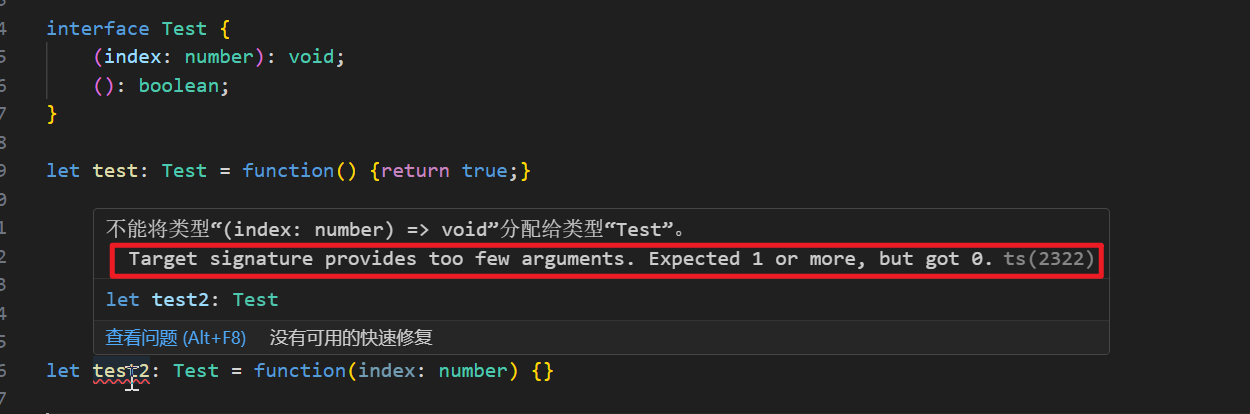 4 interface Test {
5 (index: number): void;
6 (): boolean;
7 }
8
9 let test: Test = function() {return true;}
0
1 不能将类型“(index: number) => void”分配给类型“Test”。
2 Target signature provides too few arguments. Expected 1 or more, but got 0. ts(2322)
3 let test2: Test
4
5 查看问题 (Alt+F8) 没有可用的快速修复
6 let test2: Test = function(index: number) {}
7